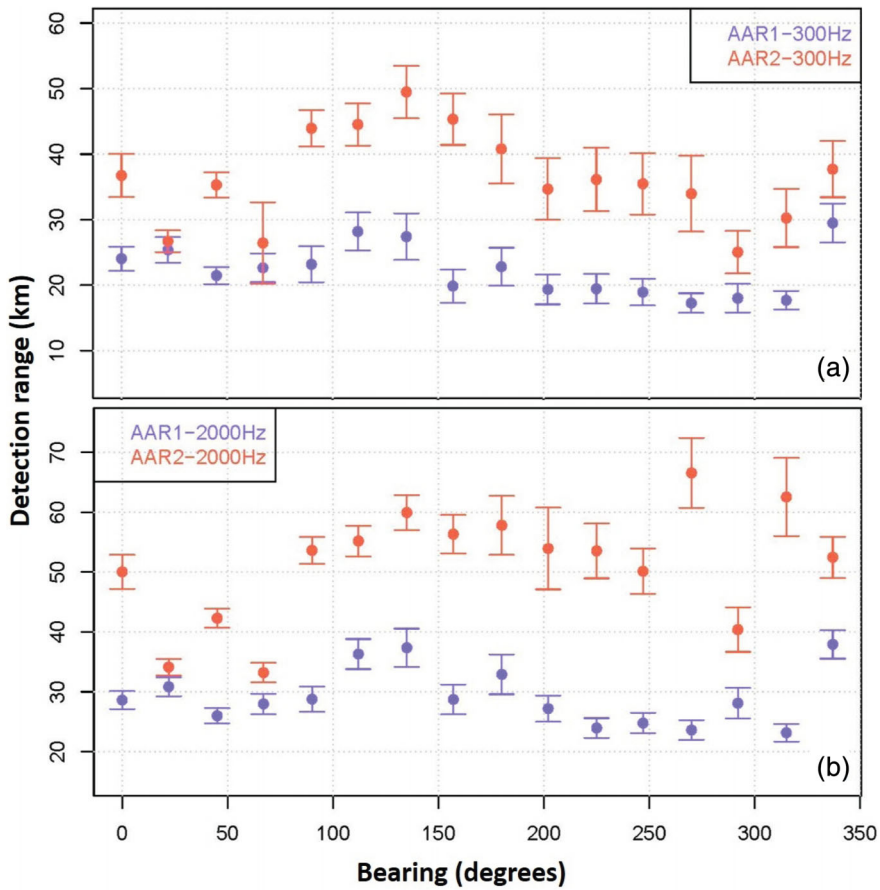 60
50
40
30
20
10
AAR1-300Hz
AAR2-300Hz
(a)
Detection range (km)
70
60
50
40
30
20
AAR1-2000Hz
AAR2-2000Hz
(b)
0 50 100 150 200 250 300 350
Bearing (degrees)